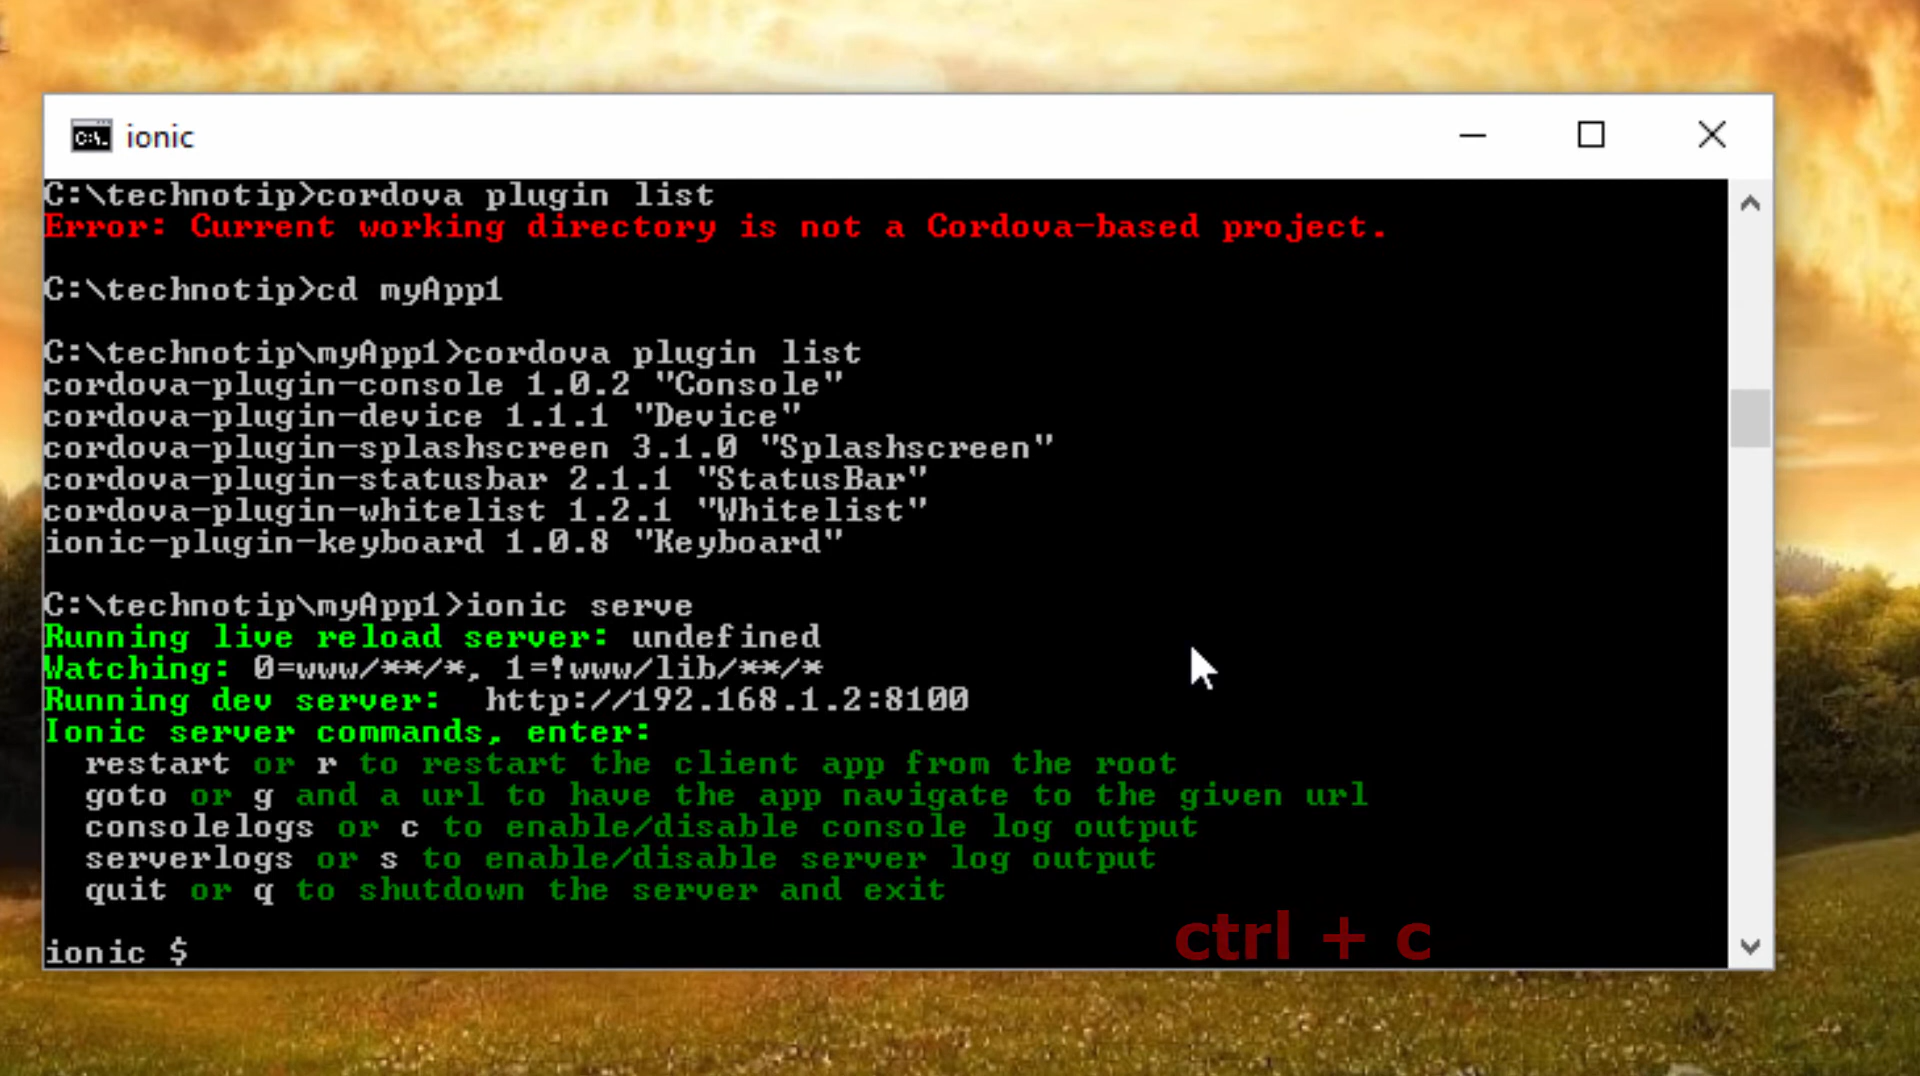 ionic
C:\technotip>cordova plugin list
Error: Current working directory is not a Cordova-based project.
C:\technotip>cd myApp1
C:\technotip\myApp1>cordova plugin list
cordova-plugin-console 1.0.2 "Console"
cordova-plugin-device 1.1.1 "Device"
cordova-plugin-splashscreen 3.1.0 "Splashscreen"
cordova-plugin-statusbar 2.1.1 "StatusBar"
cordova-plugin-whitelist 1.2.1 "Whitelist"
ionic-plugin-keyboard 1.0.8 "Keyboard"
C:\technotip\myApp1>ionic serve
Running live reload server: undefined
Watching: 0=www/**/*, 1=!www/lib/**/*
Running dev server:  http://192.168.1.2:8100
Ionic server commands, enter:
  restart or r to restart the client app from the root
  goto or g and a url to have the app navigate to the given url
  consolelogs or c to enable/disable console log output
  serverlogs or s to enable/disable server log output
  quit or q to shutdown the server and exit
ctrl + c
ionic $